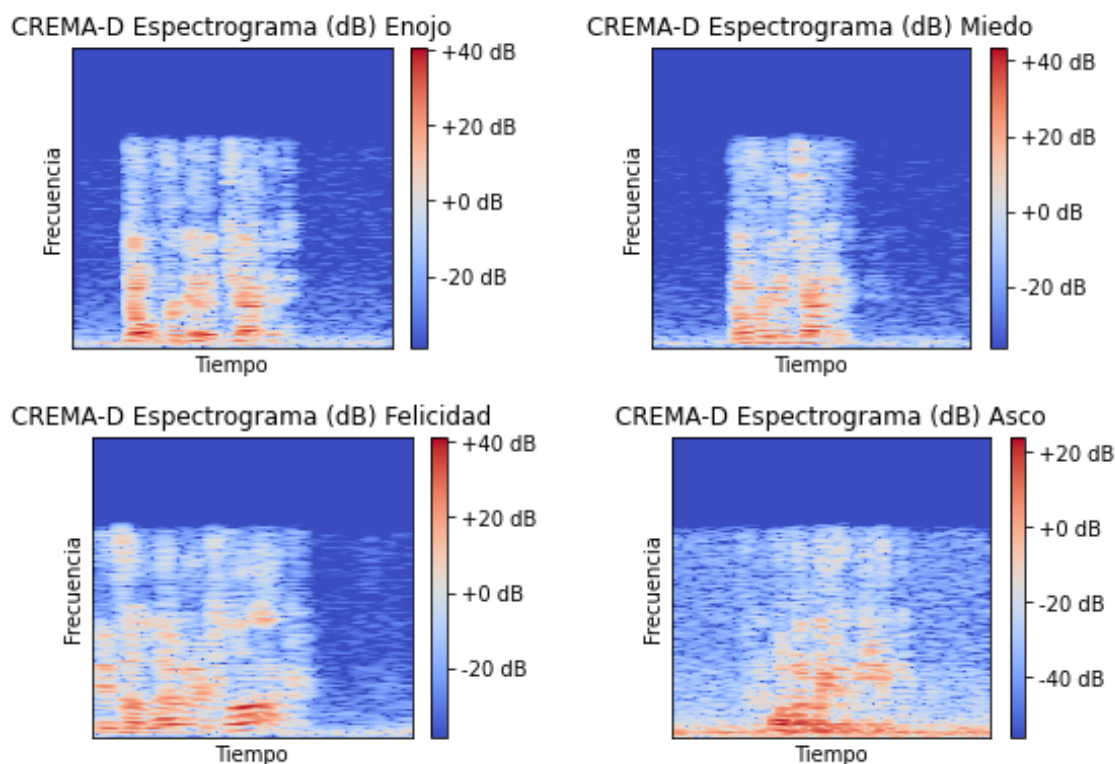 CREMA-D Espectrograma (dB) Enojo
+40 dB
+20 dB
+0 dB
-20 dB
Frecuencia
Tiempo
CREMA-D Espectrograma (dB) Miedo
+40 dB
+20 dB
+0 dB
-20 dB
Frecuencia
Tiempo
CREMA-D Espectrograma (dB) Felicidad
+40 dB
+20 dB
+0 dB
-20 dB
Frecuencia
Tiempo
CREMA-D Espectrograma (dB) Asco
+20 dB
+0 dB
-20 dB
-40 dB
Frecuencia
Tiempo